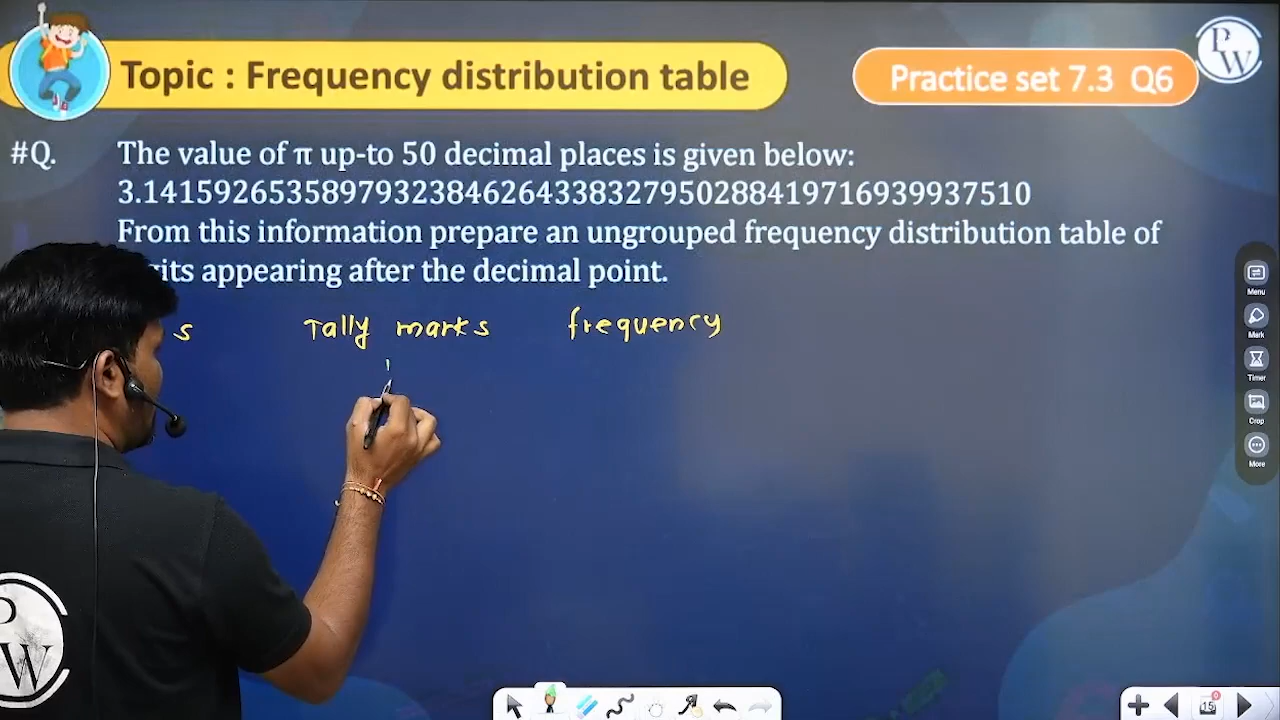 Topic : Frequency distribution table
Practice set 7.3 Q6
PW
#Q. The value of π up-to 50 decimal places is given below:
3.14159265358979323846264338327950288419716939937510
From this information prepare an ungrouped frequency distribution table of
appearing after the decimal point.
Tally marks frequency
Menu
Mark
Timer
Crop
More
PW
15